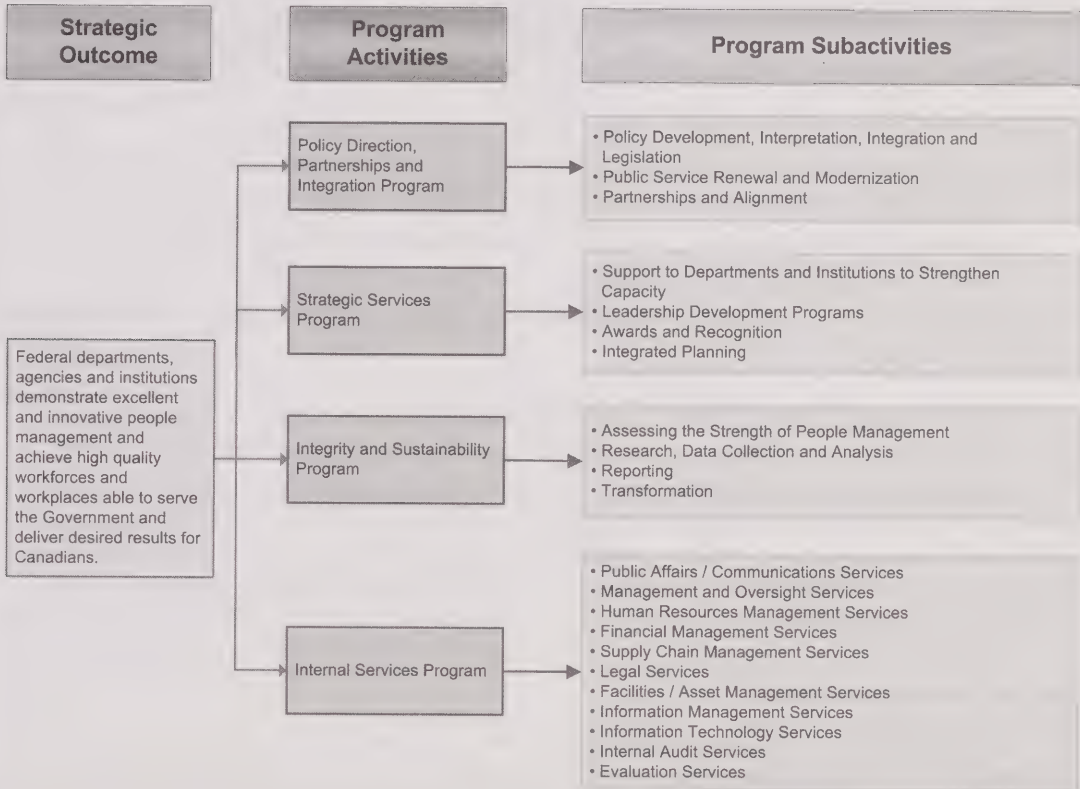 Strategic
Outcome
Program
Activities
Program Subactivities
Federal departments,
agencies and institutions
demonstrate excellent
and innovative people
management and
achieve high quality
workforces and
workplaces able to serve
the Government and
deliver desired results for
Canadians.
Policy Direction,
Partnerships and
Integration Program
• Policy Development, Interpretation, Integration and
Legislation
• Public Service Renewal and Modernization
• Partnerships and Alignment
Strategic Services
Program
• Support to Departments and Institutions to Strengthen
Capacity
• Leadership Development Programs
• Awards and Recognition
• Integrated Planning
Integrity and Sustainability
Program
• Assessing the Strength of People Management
• Research, Data Collection and Analysis
• Reporting
• Transformation
Internal Services Program
• Public Affairs / Communications Services
• Management and Oversight Services
• Human Resources Management Services
• Financial Management Services
• Supply Chain Management Services
• Legal Services
• Facilities / Asset Management Services
• Information Management Services
• Information Technology Services
• Internal Audit Services
• Evaluation Services